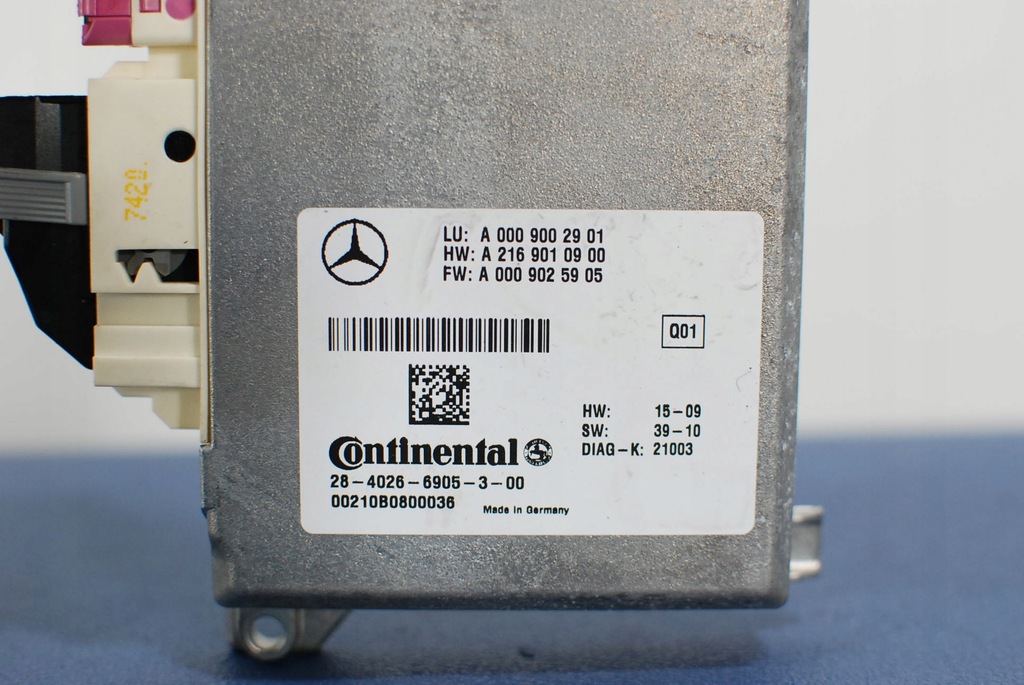 7420.
LU: A 000 900 29 01
HW: A 216 901 09 00
FW: A 000 902 59 05
Q01
HW: 15-09
SW: 39-10
DIAG-K: 21003
Continental
28-4026-6905-3-00
00210B0800036
Made in Germany